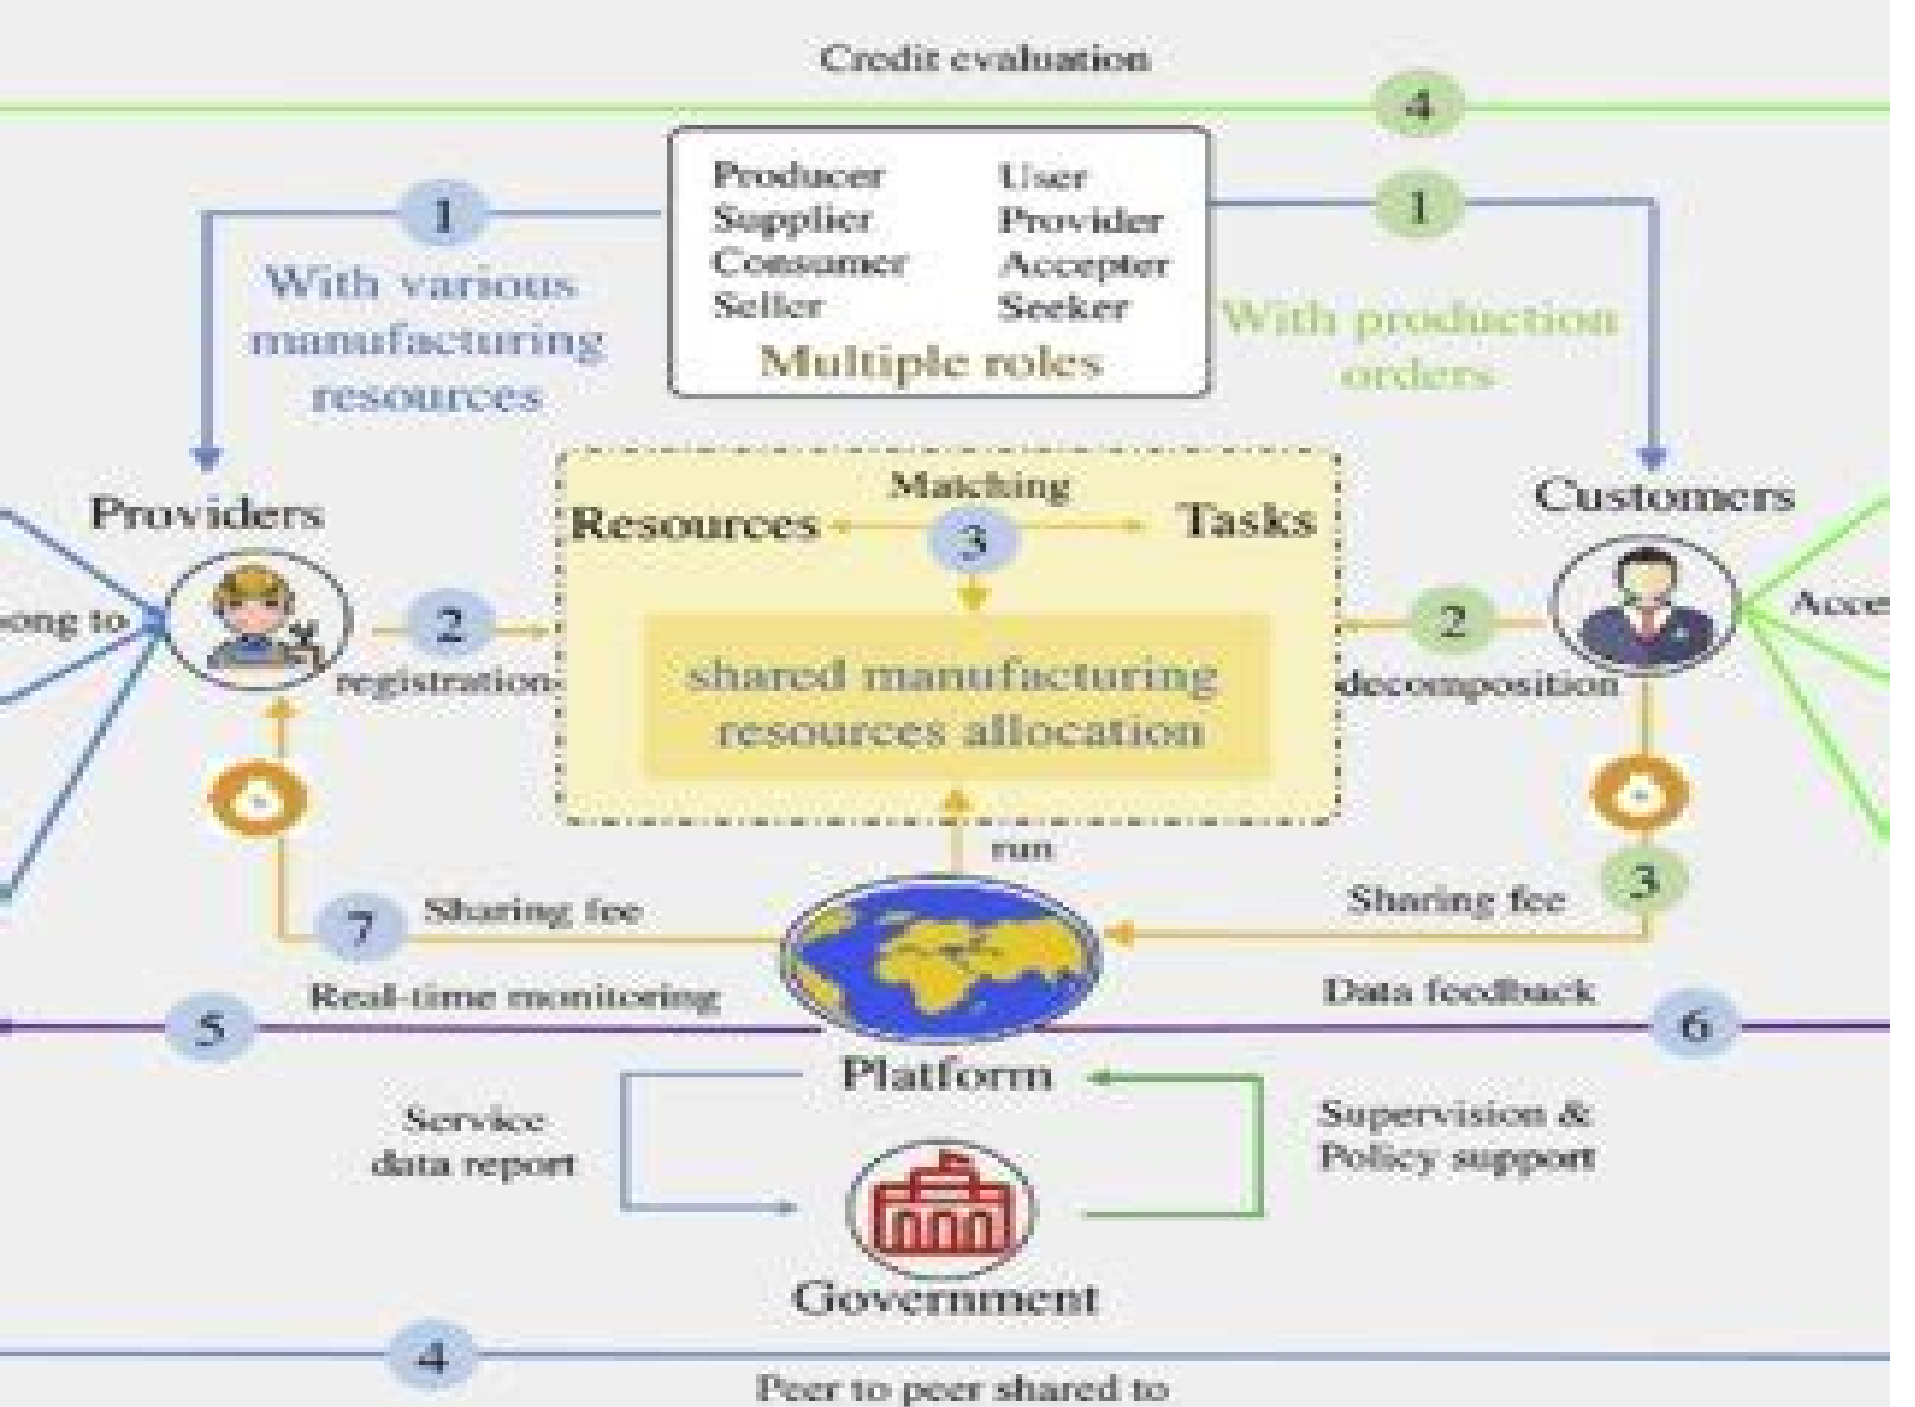 Credit evaluation
4
Producer User
Supplier Provider
Consumer Accepter
Seller Seeker
Multiple roles
1
With various
manufacturing
resources
1
With production
orders
Providers
Matching
Resources
3
Tasks
Customers
ong to
2
registration
shared manufacturing
resources allocation
2
decomposition
Acce
run
7
Sharing fee
Sharing fee
3
Real-time monitoring
5
Data feedback
6
Platform
Service
data report
Supervision &
Policy support
Government
4
Peer to peer shared to